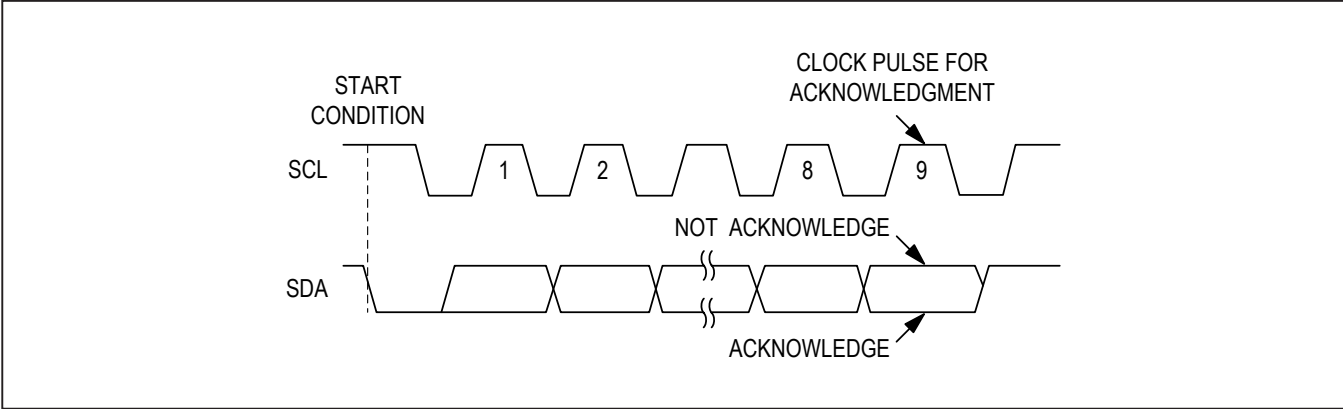 CLOCK PULSE FOR
ACKNOWLEDGMENT
START
CONDITION
SCL
1
2
8
9
NOT ACKNOWLEDGE
SDA
ACKNOWLEDGE